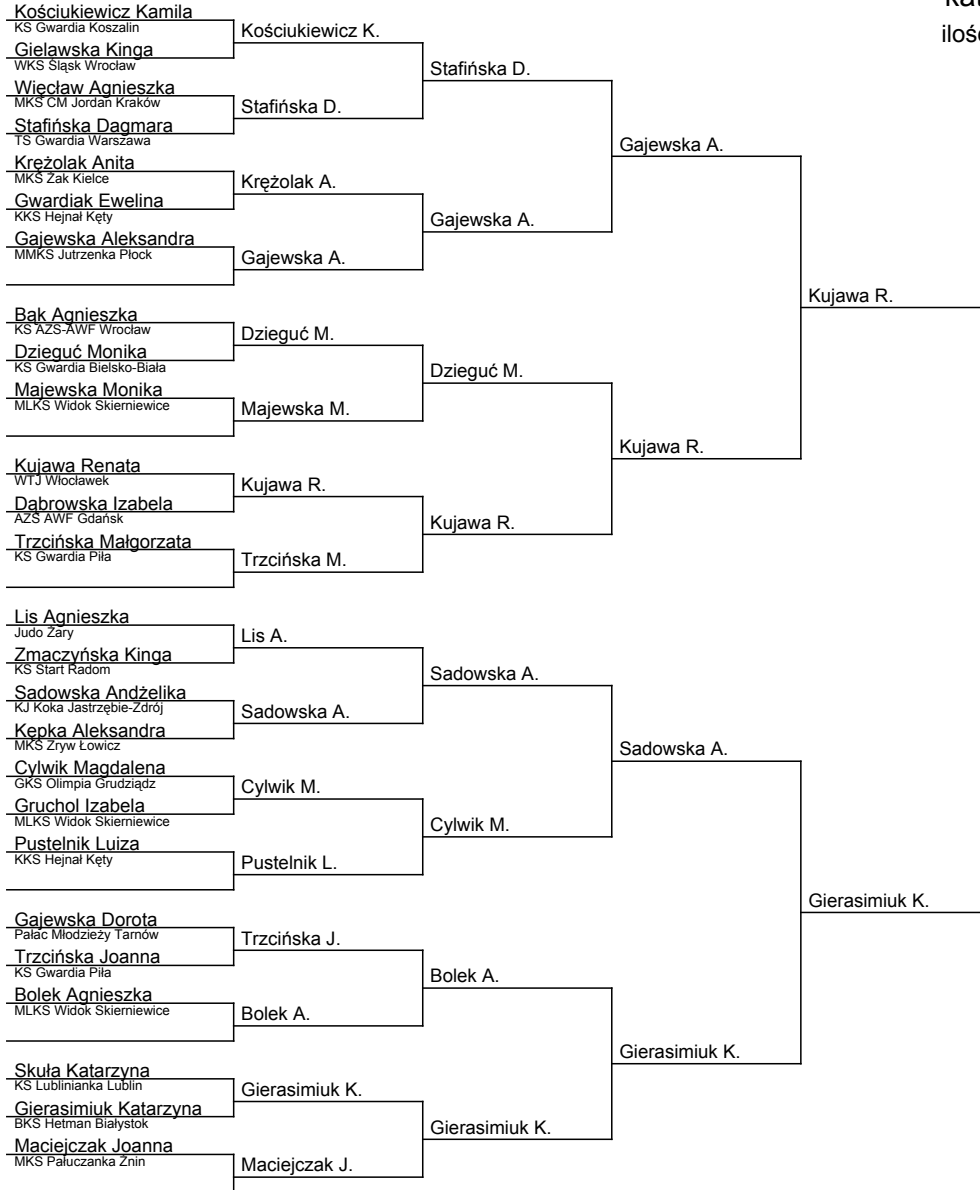 Kościukiewicz Kamila
KS Gwardia Koszalin
Gielawska Kinga
WKS Śląsk Wrocław
Więcław Agnieszka
MKS CM Jordan Kraków
Stafińska Dagmara
TS Gwardia Warszawa
Krężolak Anita
MKS Żak Kielce
Gwardiak Ewelina
KKS Hejnał Kęty
Gajewska Aleksandra
MMKS Jutrzenka Płock
Bąk Agnieszka
KS AZS-AWF Wrocław
Dzieguć Monika
KS Gwardia Bielsko-Biała
Majewska Monika
MLKS Widok Skierniewice
Kujawa Renata
WTJ Włocławek
Dąbrowska Izabela
AZS AWF Gdańsk
Trzcińska Małgorzata
KS Gwardia Piła
Lis Agnieszka
Judo Żary
Zmaczyńska Kinga
KS Start Radom
Sadowska Andżelika
KJ Koka Jastrzębie-Zdrój
Kępka Aleksandra
MKS Zryw Łowicz
Cylwik Magdalena
GKS Olimpia Grudziądz
Gruchol Izabela
MLKS Widok Skierniewice
Pustelnik Luiza
KKS Hejnał Kęty
Gajewska Dorota
Pałac Młodzieży Tarnów
Trzcińska Joanna
KS Gwardia Piła
Bolek Agnieszka
MLKS Widok Skierniewice
Skuła Katarzyna
KS Lublinianka Lublin
Gierasimiuk Katarzyna
BKS Hetman Białystok
Maciejczak Joanna
MKS Pałuczanka Żnin
Kościukiewicz K.
Stafińska D.
Krężolak A.
Gajewska A.
Dzieguć M.
Majewska M.
Kujawa R.
Trzcińska M.
Lis A.
Sadowska A.
Cylwik M.
Pustelnik L.
Trzcińska J.
Bolek A.
Gierasimiuk K.
Maciejczak J.
Stafińska D.
Gajewska A.
Dzieguć M.
Kujawa R.
Sadowska A.
Cylwik M.
Bolek A.
Gierasimiuk K.
Gajewska A.
Kujawa R.
Sadowska A.
Gierasimiuk K.
Kujawa R.
Gierasimiuk K.